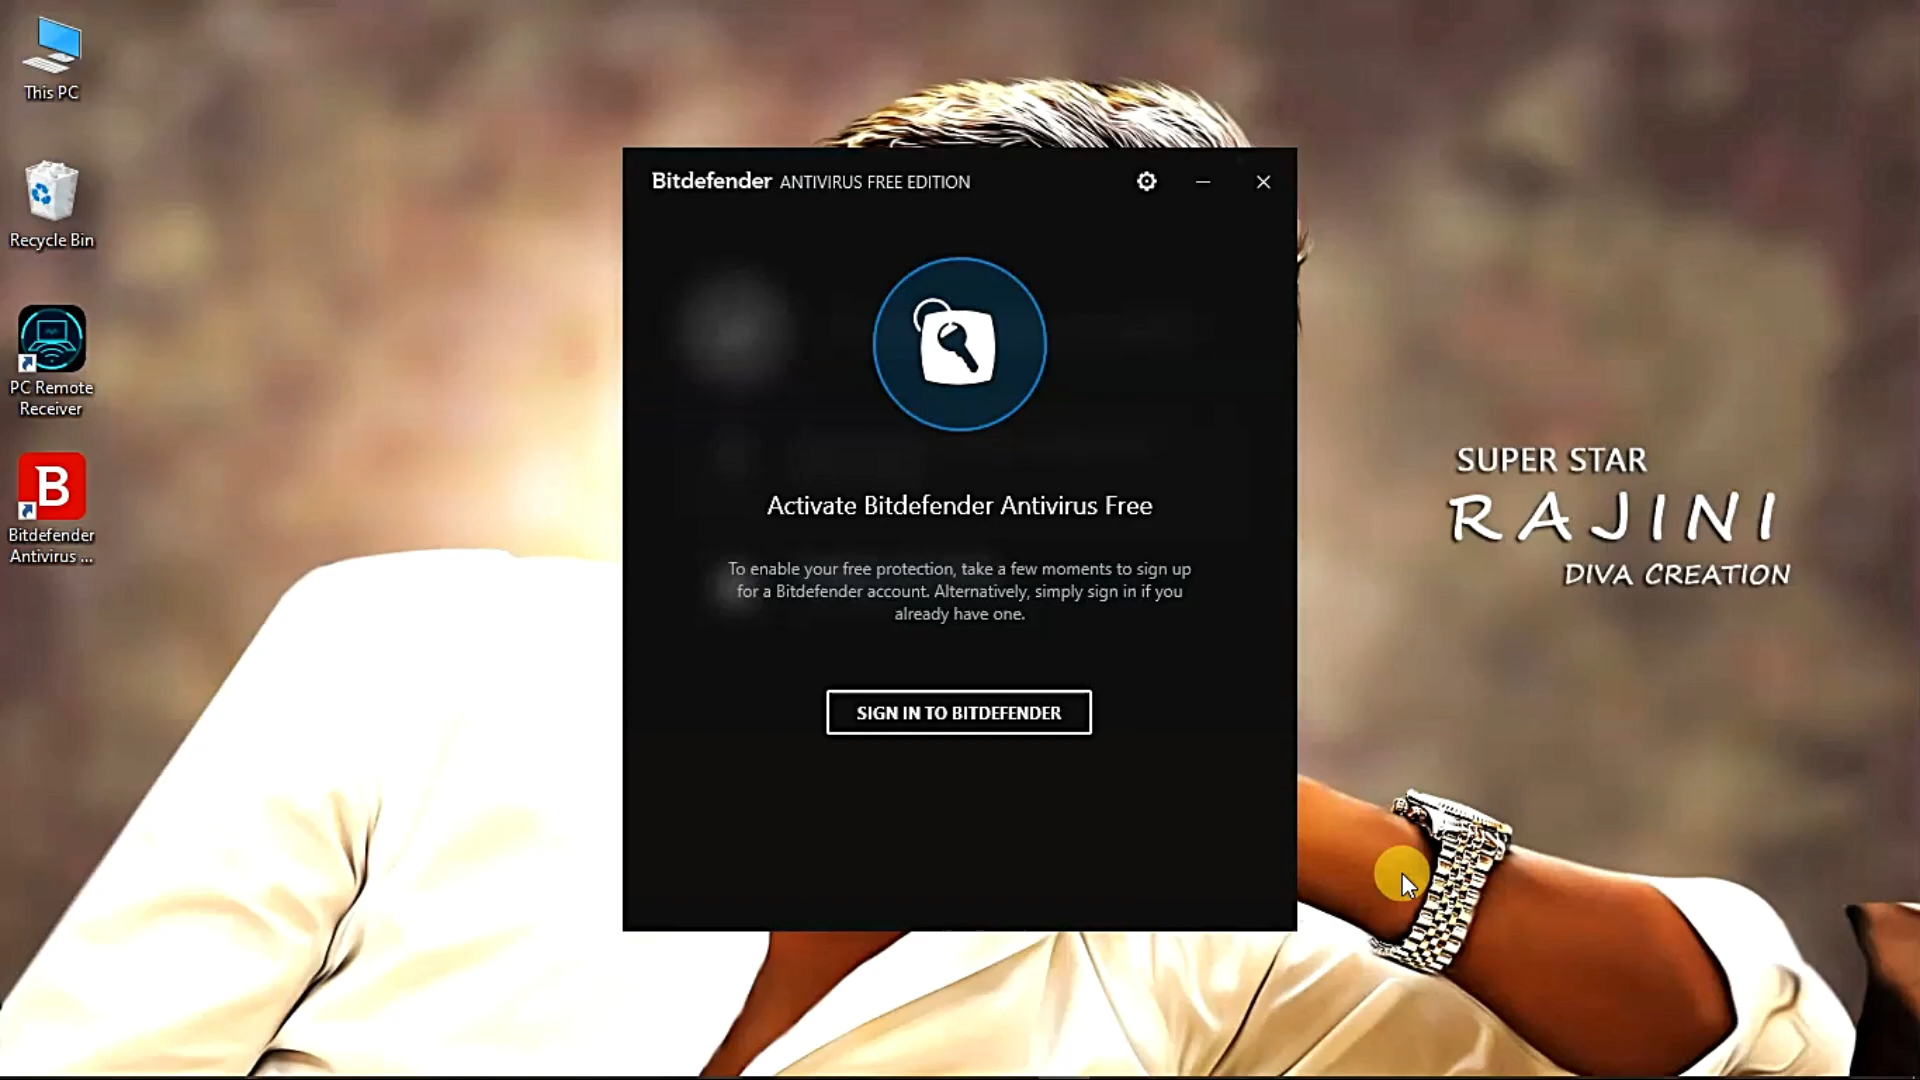 This PC
Recycle Bin
PC Remote
Receiver
B
Bitdefender
Antivirus ...
Bitdefender ANTIVIRUS FREE EDITION
Activate Bitdefender Antivirus Free
To enable your free protection, take a few moments to sign up
for a Bitdefender account. Alternatively, simply sign in if you
already have one.
SIGN IN TO BITDEFENDER
SUPER STAR
RAJINI
DIVA CREATION